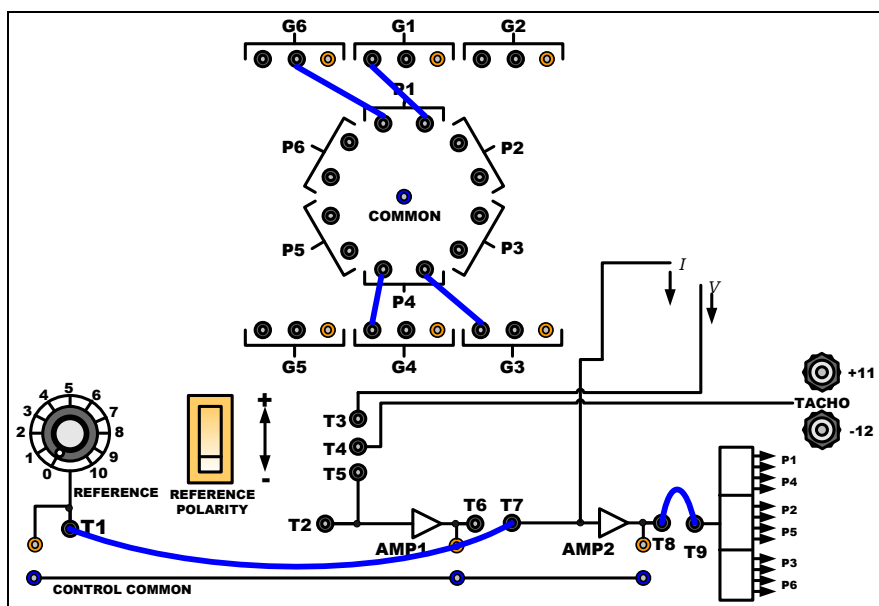 G6 G1 G2
P1
P6 P2
COMMON
P5 P3
P4
G5 G4 G3
I
V
+11
TACHO
-12
0 1 2 3 4 5 6 7 8 9 10
REFERENCE
+
-
REFERENCE
POLARITY
T3
T4
T5
T1
T2
AMP1
T6
T7
AMP2
T8
T9
P1
P4
P2
P5
P3
P6
CONTROL COMMON